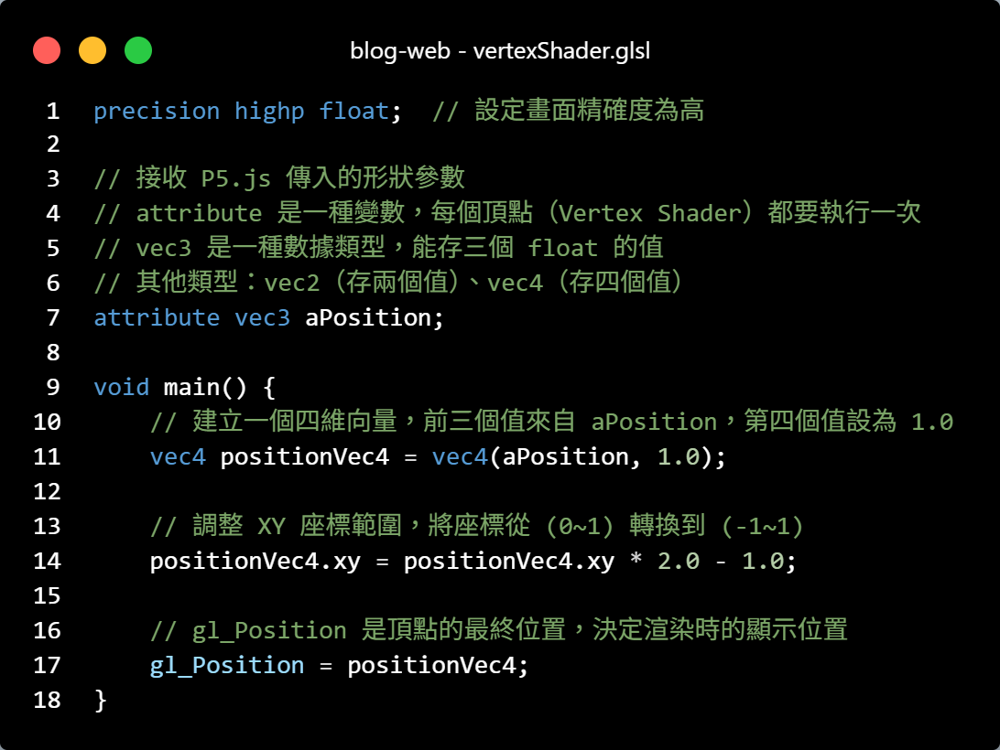 blog-web - vertexShader.glsl
1 precision highp float;  // 設定畫面精確度為高
2
3 // 接收 P5.js 傳入的形狀參數
4 // attribute 是一種變數，每個頂點（Vertex Shader）都要執行一次
5 // vec3 是一種數據類型，能存三個 float 的值
6 // 其他類型：vec2（存兩個值）、vec4（存四個值）
7 attribute vec3 aPosition;
8
9 void main() {
10     // 建立一個四維向量，前三個值來自 aPosition，第四個值設為 1.0
11     vec4 positionVec4 = vec4(aPosition, 1.0);
12
13     // 調整 XY 座標範圍，將座標從 (0~1) 轉換到 (-1~1)
14     positionVec4.xy = positionVec4.xy * 2.0 - 1.0;
15
16     // gl_Position 是頂點的最終位置，決定渲染時的顯示位置
17     gl_Position = positionVec4;
18 }